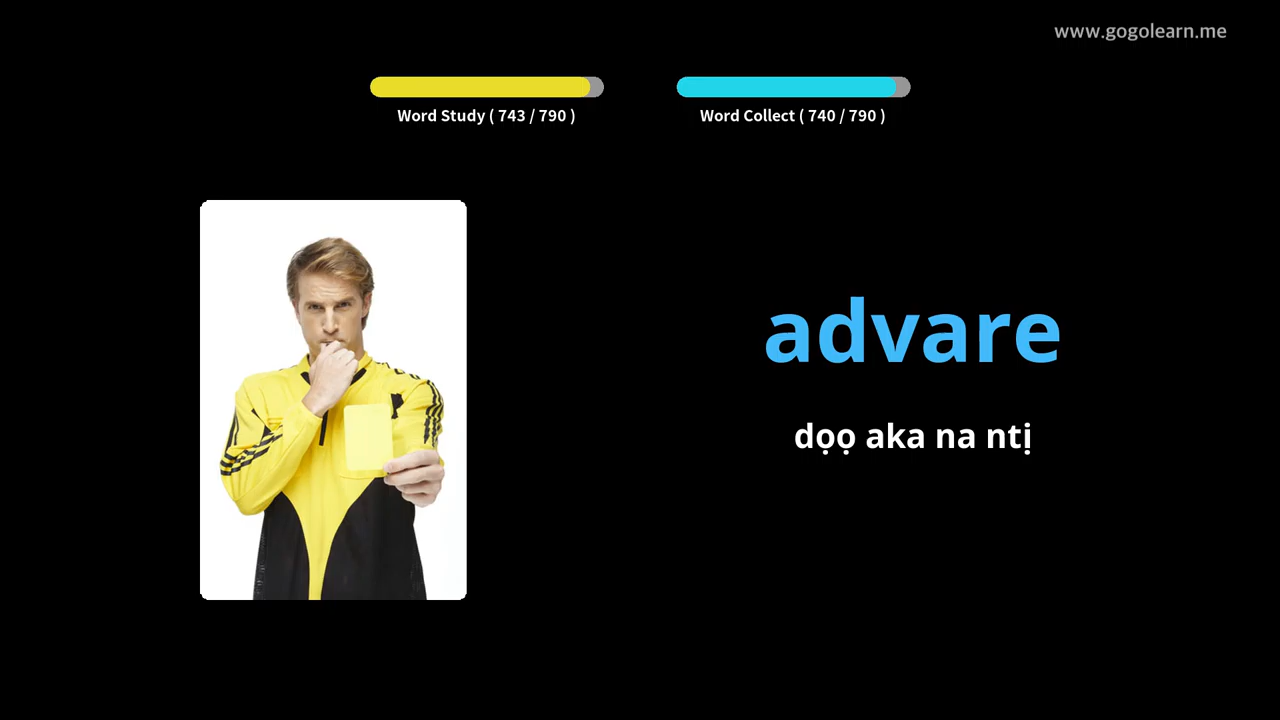 www.gogolearn.me
Word Study ( 743 / 790 )
Word Collect ( 740 / 790 )
advare
dọọ aka na ntị